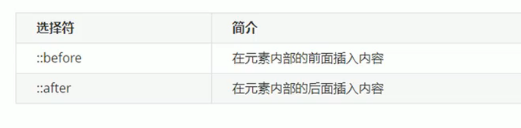 选择符 简介
::before 在元素内部的前面插入内容
::after 在元素内部的后面插入内容